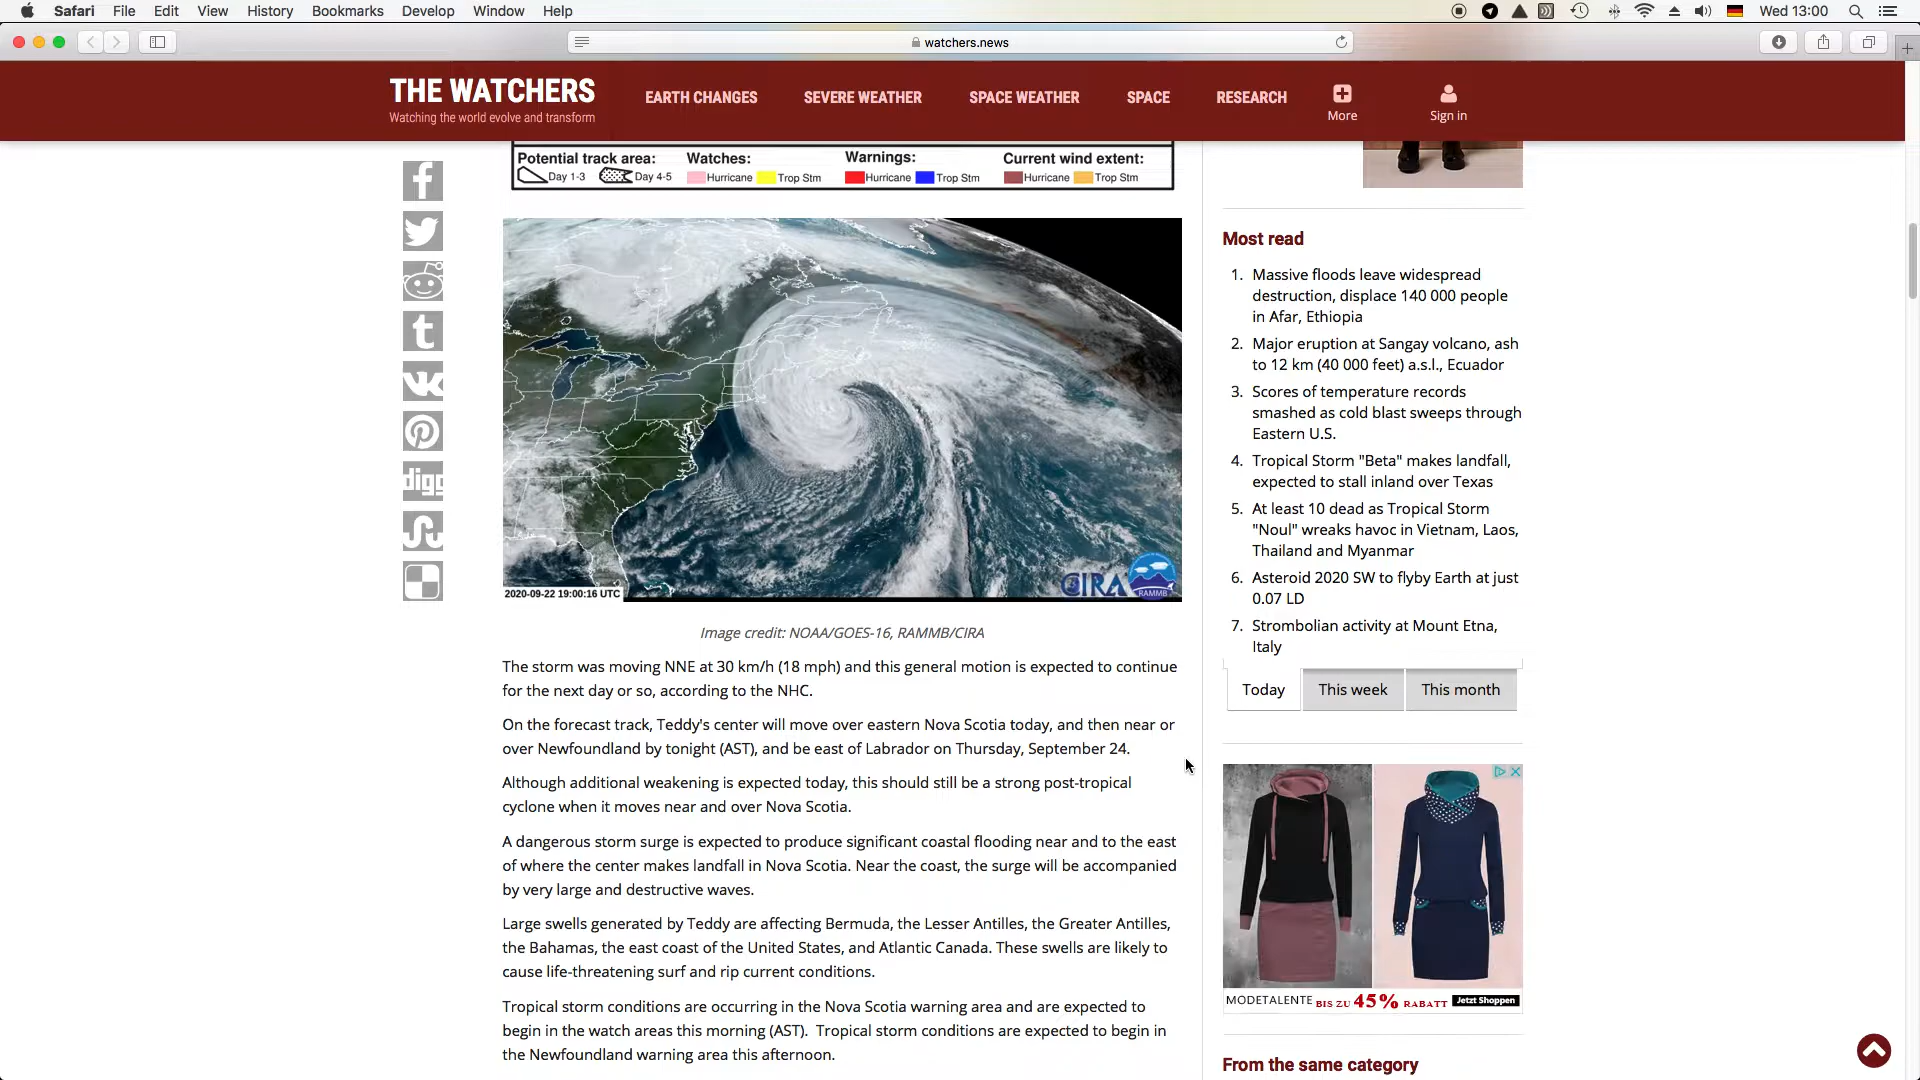 Safari File Edit View History Bookmarks Develop Window Help Wed 13:00
watchers.news
THE WATCHERS
Watching the world evolve and transform
EARTH CHANGES SEVERE WEATHER SPACE WEATHER SPACE RESEARCH More Sign in
Potential track area: Watches: Warnings: Current wind extent:
Day 1-3 Day 4-5 Hurricane Trop Stm Hurricane Trop Stm Hurricane Trop Stm
digg
2020-09-22 19:00:16 UTC
CIRA
RAMMB
Image credit: NOAA/GOES-16, RAMMB/CIRA
The storm was moving NNE at 30 km/h (18 mph) and this general motion is expected to continue
for the next day or so, according to the NHC.
On the forecast track, Teddy's center will move over eastern Nova Scotia today, and then near or
over Newfoundland by tonight (AST), and be east of Labrador on Thursday, September 24.
Although additional weakening is expected today, this should still be a strong post-tropical
cyclone when it moves near and over Nova Scotia.
A dangerous storm surge is expected to produce significant coastal flooding near and to the east
of where the center makes landfall in Nova Scotia. Near the coast, the surge will be accompanied
by very large and destructive waves.
Large swells generated by Teddy are affecting Bermuda, the Lesser Antilles, the Greater Antilles,
the Bahamas, the east coast of the United States, and Atlantic Canada. These swells are likely to
cause life-threatening surf and rip current conditions.
Tropical storm conditions are occurring in the Nova Scotia warning area and are expected to
begin in the watch areas this morning (AST). Tropical storm conditions are expected to begin in
the Newfoundland warning area this afternoon.
Most read
1. Massive floods leave widespread
destruction, displace 140 000 people
in Afar, Ethiopia
2. Major eruption at Sangay volcano, ash
to 12 km (40 000 feet) a.s.l., Ecuador
3. Scores of temperature records
smashed as cold blast sweeps through
Eastern U.S.
4. Tropical Storm "Beta" makes landfall,
expected to stall inland over Texas
5. At least 10 dead as Tropical Storm
"Noul" wreaks havoc in Vietnam, Laos,
Thailand and Myanmar
6. Asteroid 2020 SW to flyby Earth at just
0.07 LD
7. Strombolian activity at Mount Etna,
Italy
Today This week This month
MODETALENTE BIS ZU 45% RABATT Jetzt Shoppen
From the same category